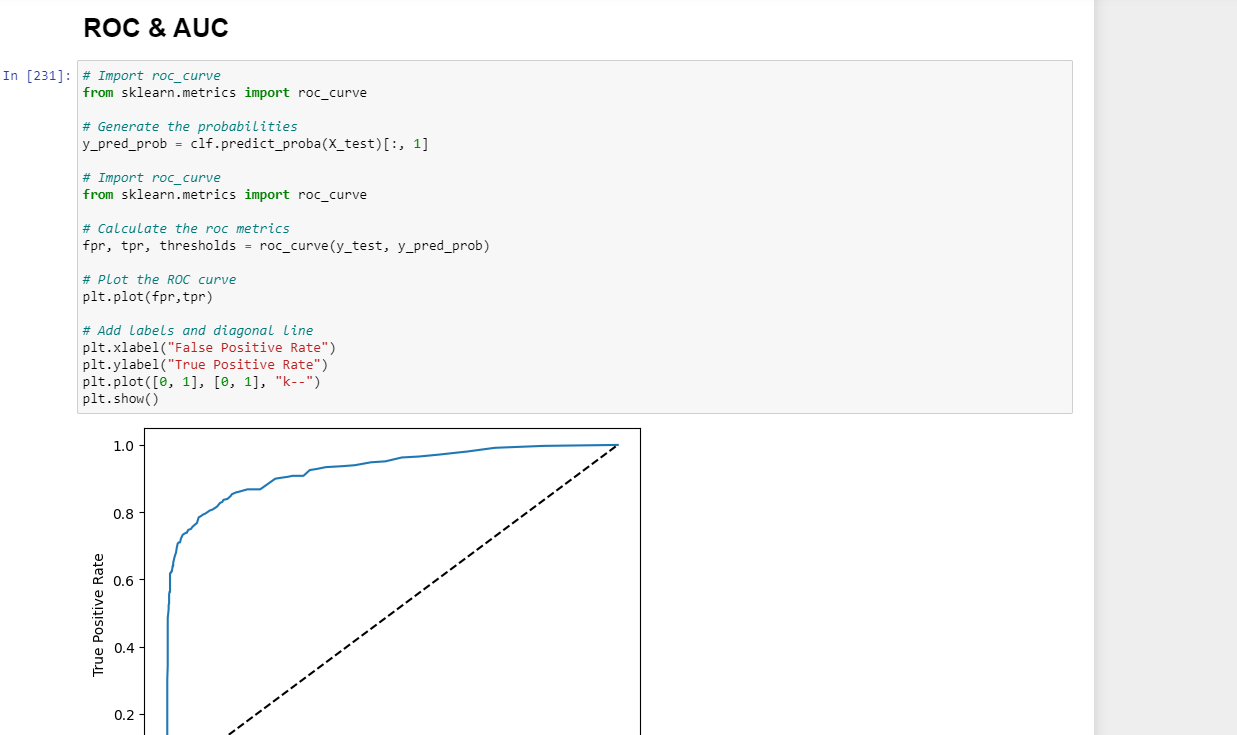 ROC & AUC
In [231]:
# Import roc_curve
from sklearn.metrics import roc_curve
# Generate the probabilities
y_pred_prob = clf.predict_proba(X_test)[:, 1]
# Import roc_curve
from sklearn.metrics import roc_curve
# Calculate the roc metrics
fpr, tpr, thresholds = roc_curve(y_test, y_pred_prob)
# Plot the ROC curve
plt.plot(fpr,tpr)
# Add labels and diagonal line
plt.xlabel("False Positive Rate")
plt.ylabel("True Positive Rate")
plt.plot([0, 1], [0, 1], "k--")
plt.show()
1.0
0.8
0.6
0.4
0.2
True Positive Rate